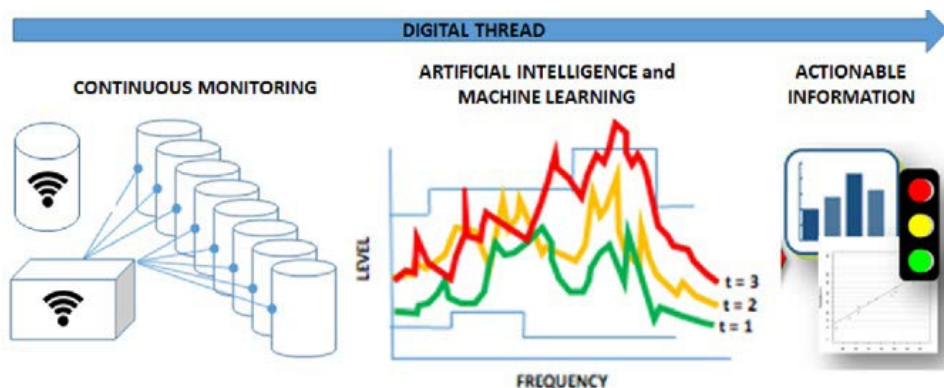 DIGITAL THREAD
CONTINUOUS MONITORING
ARTIFICIAL INTELLIGENCE and
MACHINE LEARNING
ACTIONABLE
INFORMATION
LEVEL
t = 3
t = 2
t = 1
FREQUENCY